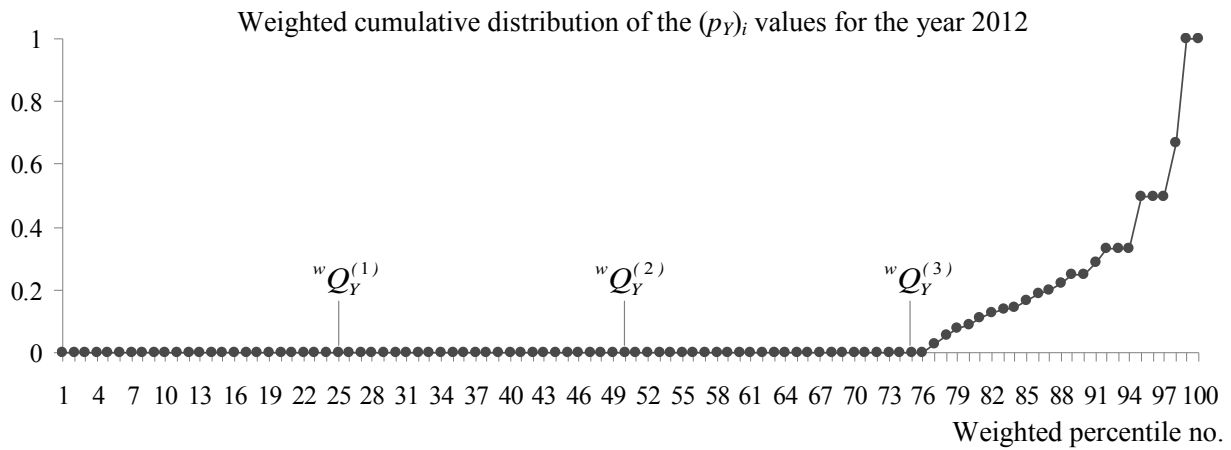 Weighted cumulative distribution of the (pY)i values for the year 2012
1
0.8
0.6
0.4
0.2
0
wQY(1) wQY(2) wQY(3)
1 4 7 10 13 16 19 22 25 28 31 34 37 40 43 46 49 52 55 58 61 64 67 70 73 76 79 82 85 88 91 94 97 100
Weighted percentile no.